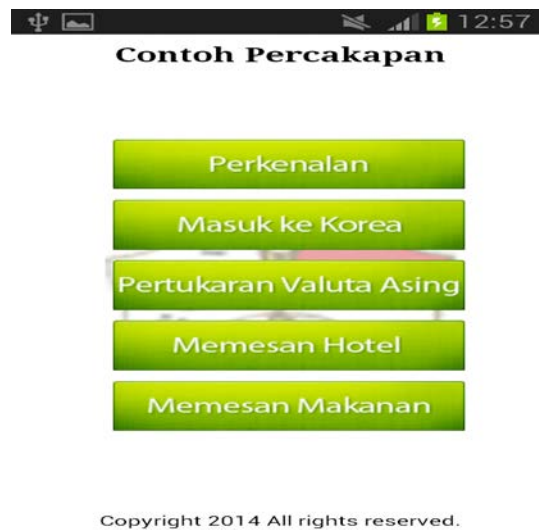 12:57
Contoh Percakapan
Perkenalan
Masuk ke Korea
Pertukaran Valuta Asing
Memesan Hotel
Memesan Makanan
Copyright 2014 All rights reserved.